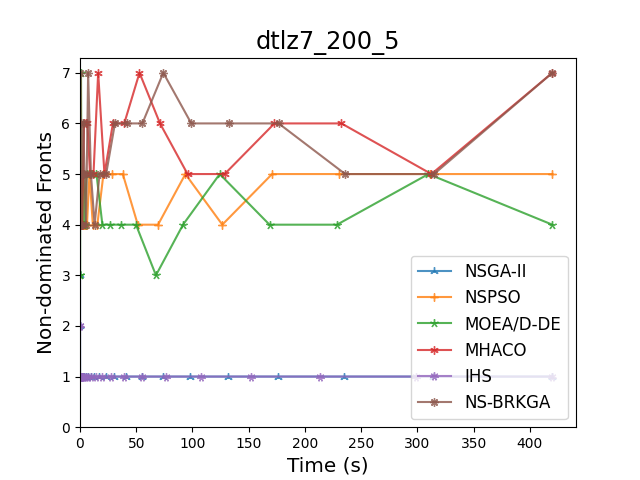 dtlz7_200_5
Non-dominated Fronts
7
6
5
4
3
2
1
0
NSGA-II
NSPSO
MOEA/D-DE
MHACO
IHS
NS-BRKGA
0 50 100 150 200 250 300 350 400
Time (s)